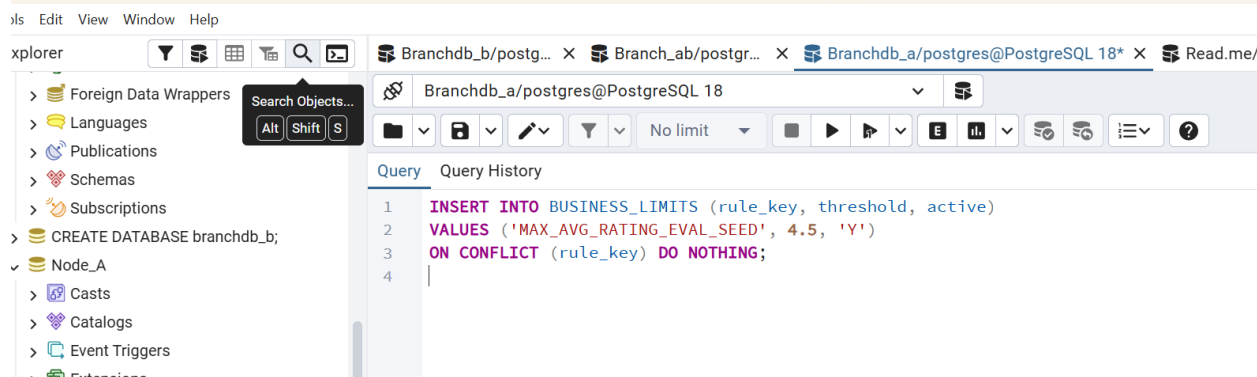 ols Edit View Window Help
xplorer
Branchdb_b/postg... Branch_ab/postgr... Branchdb_a/postgres@PostgreSQL 18* Read.me/
Foreign Data Wrappers
Languages
Publications
Schemas
Subscriptions
CREATE DATABASE branchdb_b;
Node_A
Casts
Catalogs
Event Triggers
Extensions
Search Objects...
Alt Shift S
Branchdb_a/postgres@PostgreSQL 18
No limit
E
Query Query History
1 INSERT INTO BUSINESS_LIMITS (rule_key, threshold, active)
2 VALUES ('MAX_AVG_RATING_EVAL_SEED', 4.5, 'Y')
3 ON CONFLICT (rule_key) DO NOTHING;
4